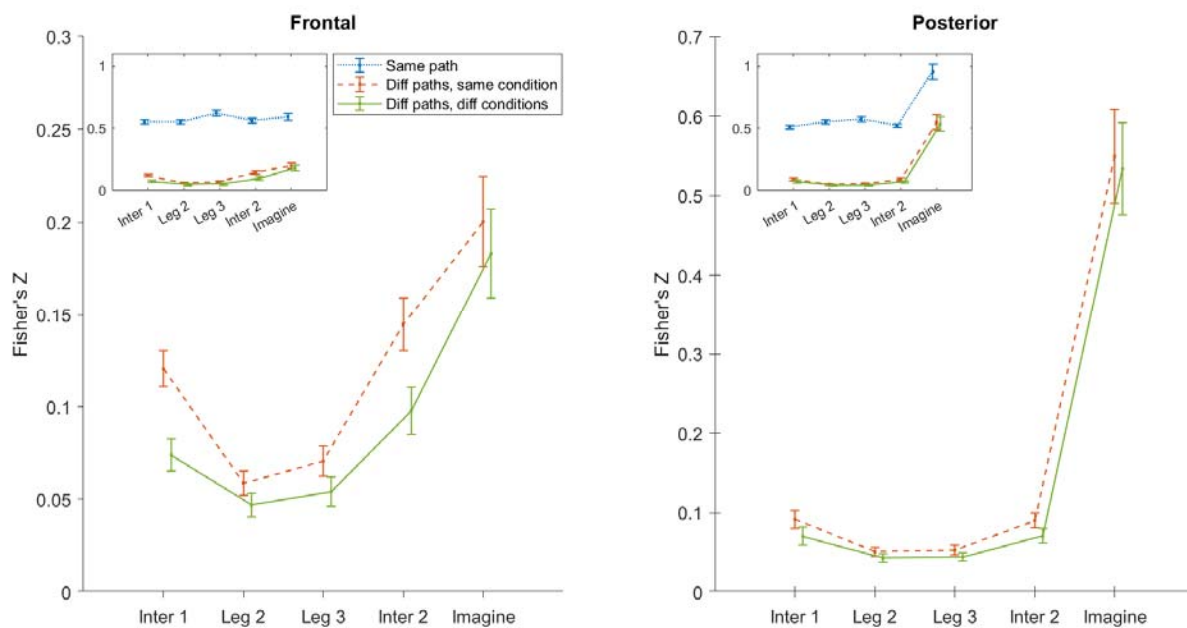 Frontal
0.3
0.25
0.2
0.15
0.1
0.05
0
Fisher's Z
Inter 1 Leg 2 Leg 3 Inter 2 Imagine
1
0.5
0
Inter 1 Leg 2 Leg 3 Inter 2 Imagine
Same path
Diff paths, same condition
Diff paths, diff conditions
Posterior
0.7
0.6
0.5
0.4
0.3
0.2
0.1
0
Fisher's Z
Inter 1 Leg 2 Leg 3 Inter 2 Imagine
1
0.5
0
Inter 1 Leg 2 Leg 3 Inter 2 Imagine